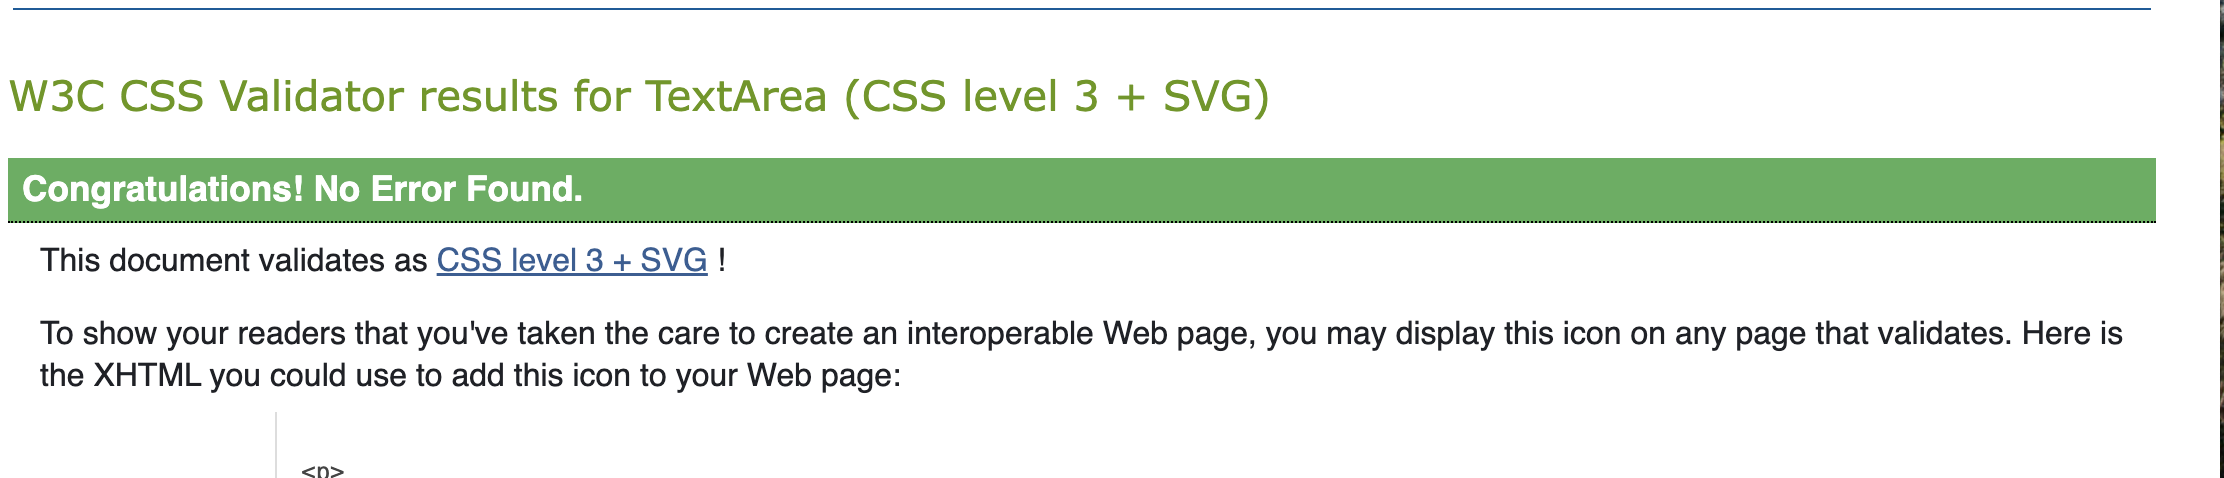 W3C CSS Validator results for TextArea (CSS level 3 + SVG)
Congratulations! No Error Found.
This document validates as CSS level 3 + SVG !
To show your readers that you've taken the care to create an interoperable Web page, you may display this icon on any page that validates. Here is
the XHTML you could use to add this icon to your Web page:
<p>